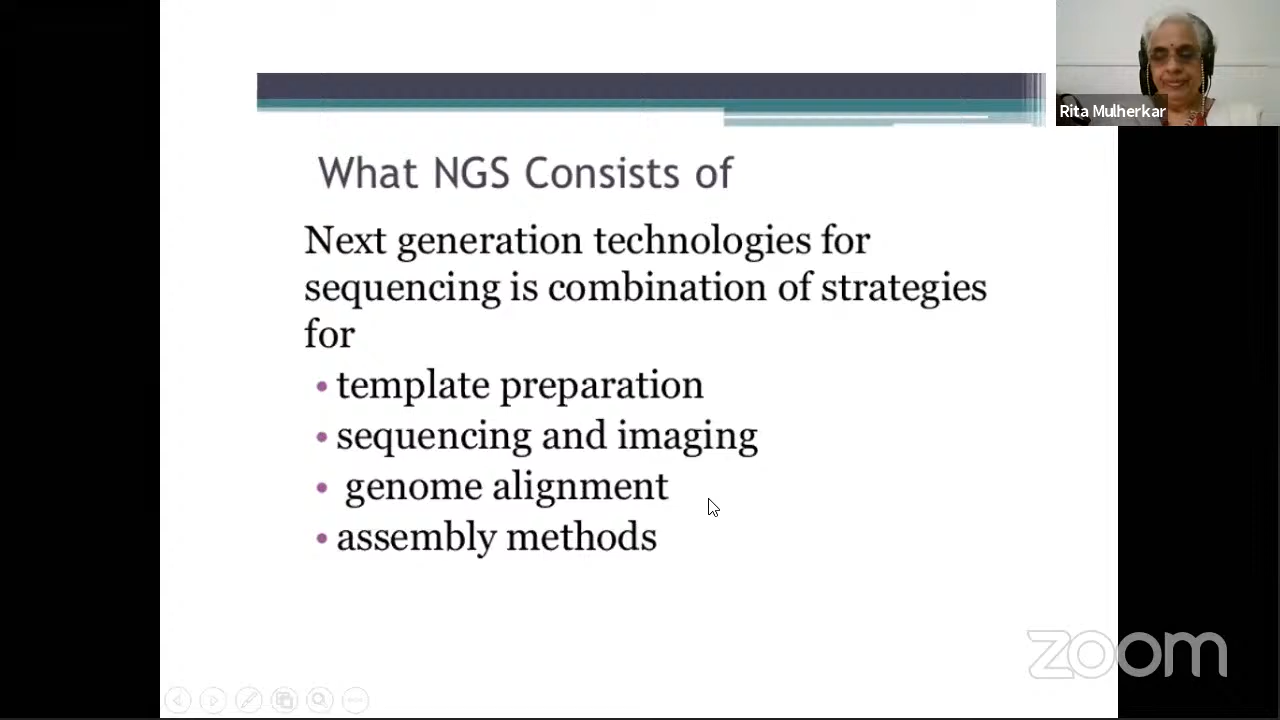 Rita Mulherkar
What NGS Consists of
Next generation technologies for
sequencing is combination of strategies
for
• template preparation
• sequencing and imaging
• genome alignment
• assembly methods
zoom